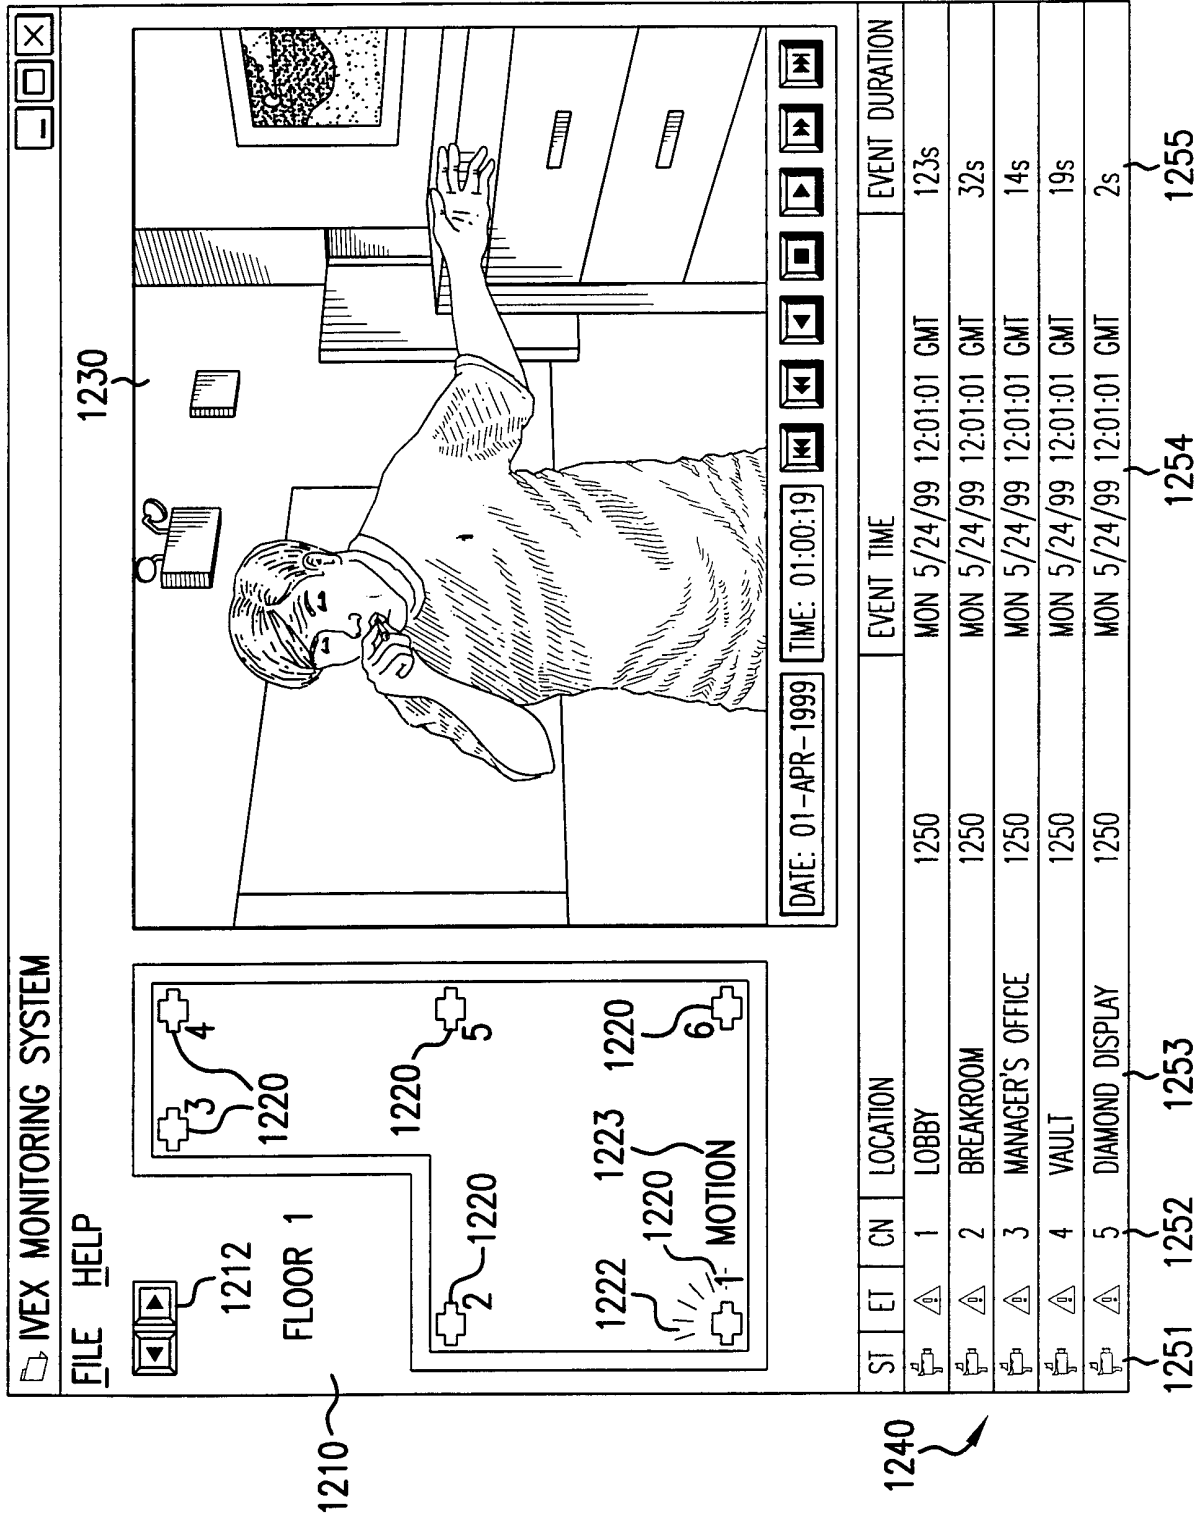 IVEX MONITORING SYSTEM
FILE HELP
1212
FLOOR 1
1210
1220
3
4
1220
2
1220
5
1222
1220
1223
1
MOTION
1220
6
1230
DATE: 01-APR-1999 TIME: 01:00:19
1240
ST ET CN LOCATION EVENT TIME EVENT DURATION
1 LOBBY 1250 MON 5/24/99 12:01:01 GMT 123s
2 BREAKROOM 1250 MON 5/24/99 12:01:01 GMT 32s
3 MANAGER'S OFFICE 1250 MON 5/24/99 12:01:01 GMT 14s
4 VAULT 1250 MON 5/24/99 12:01:01 GMT 19s
5 DIAMOND DISPLAY 1250 MON 5/24/99 12:01:01 GMT 2s
1251 1252 1253 1254 1255